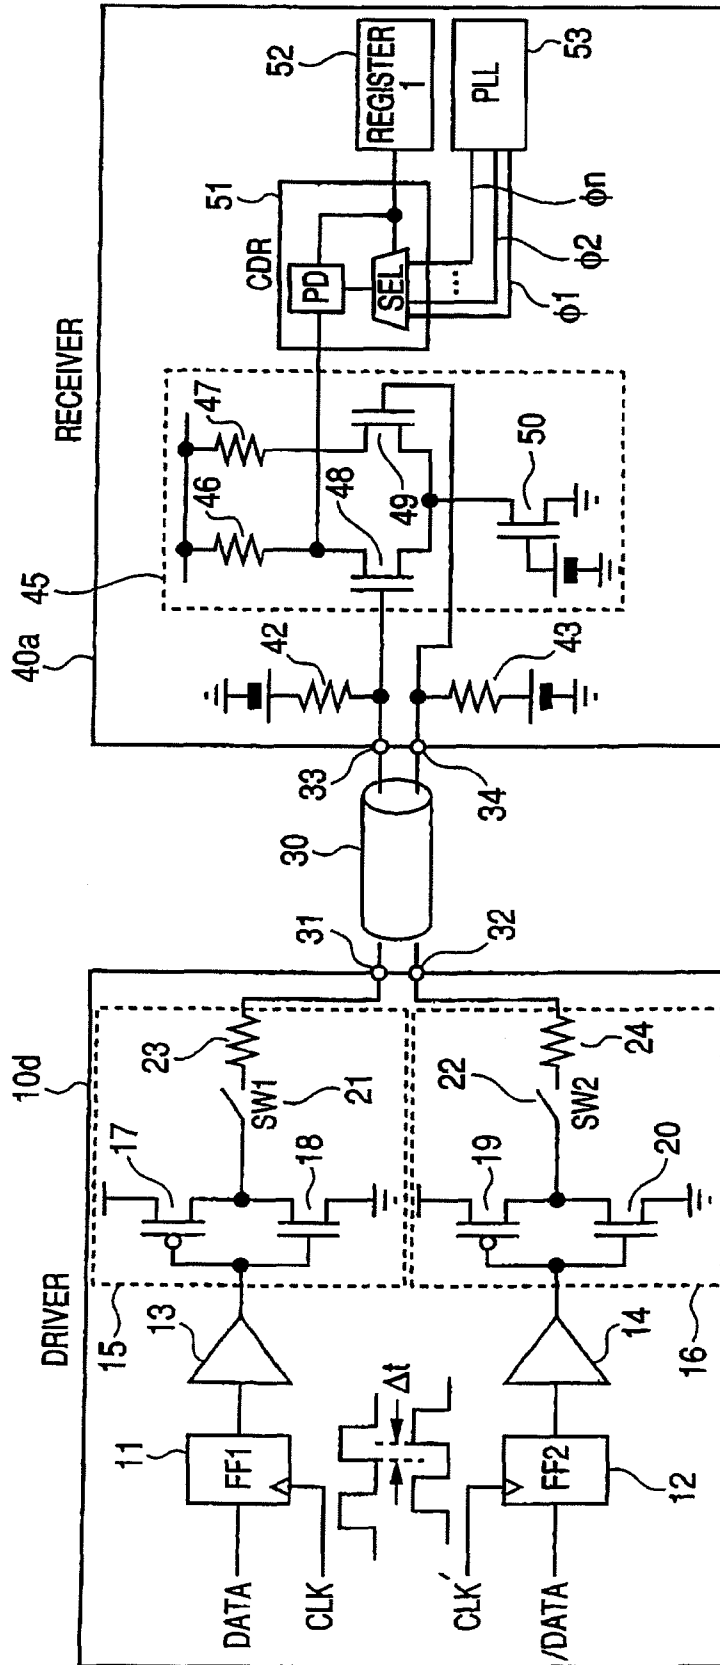 DRIVER
10d
15
13
17
18
23
SW1
21
11
FF1
DATA
CLK
Δt
CLK'
/DATA
FF2
12
14
16
19
20
22
SW2
24
31
32
30
33
34
RECEIVER
40a
45
42
43
46
47
48
49
50
51
CDR
PD
SEL
...
52
REGISTER
1
53
PLL
φn
φ2
φ1